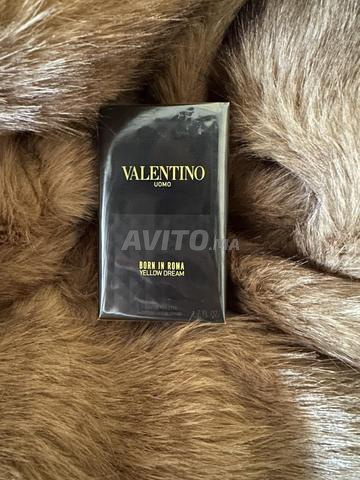 VALENTINO
UOMO
AVITO.ma
BORN IN ROMA
YELLOW DREAM